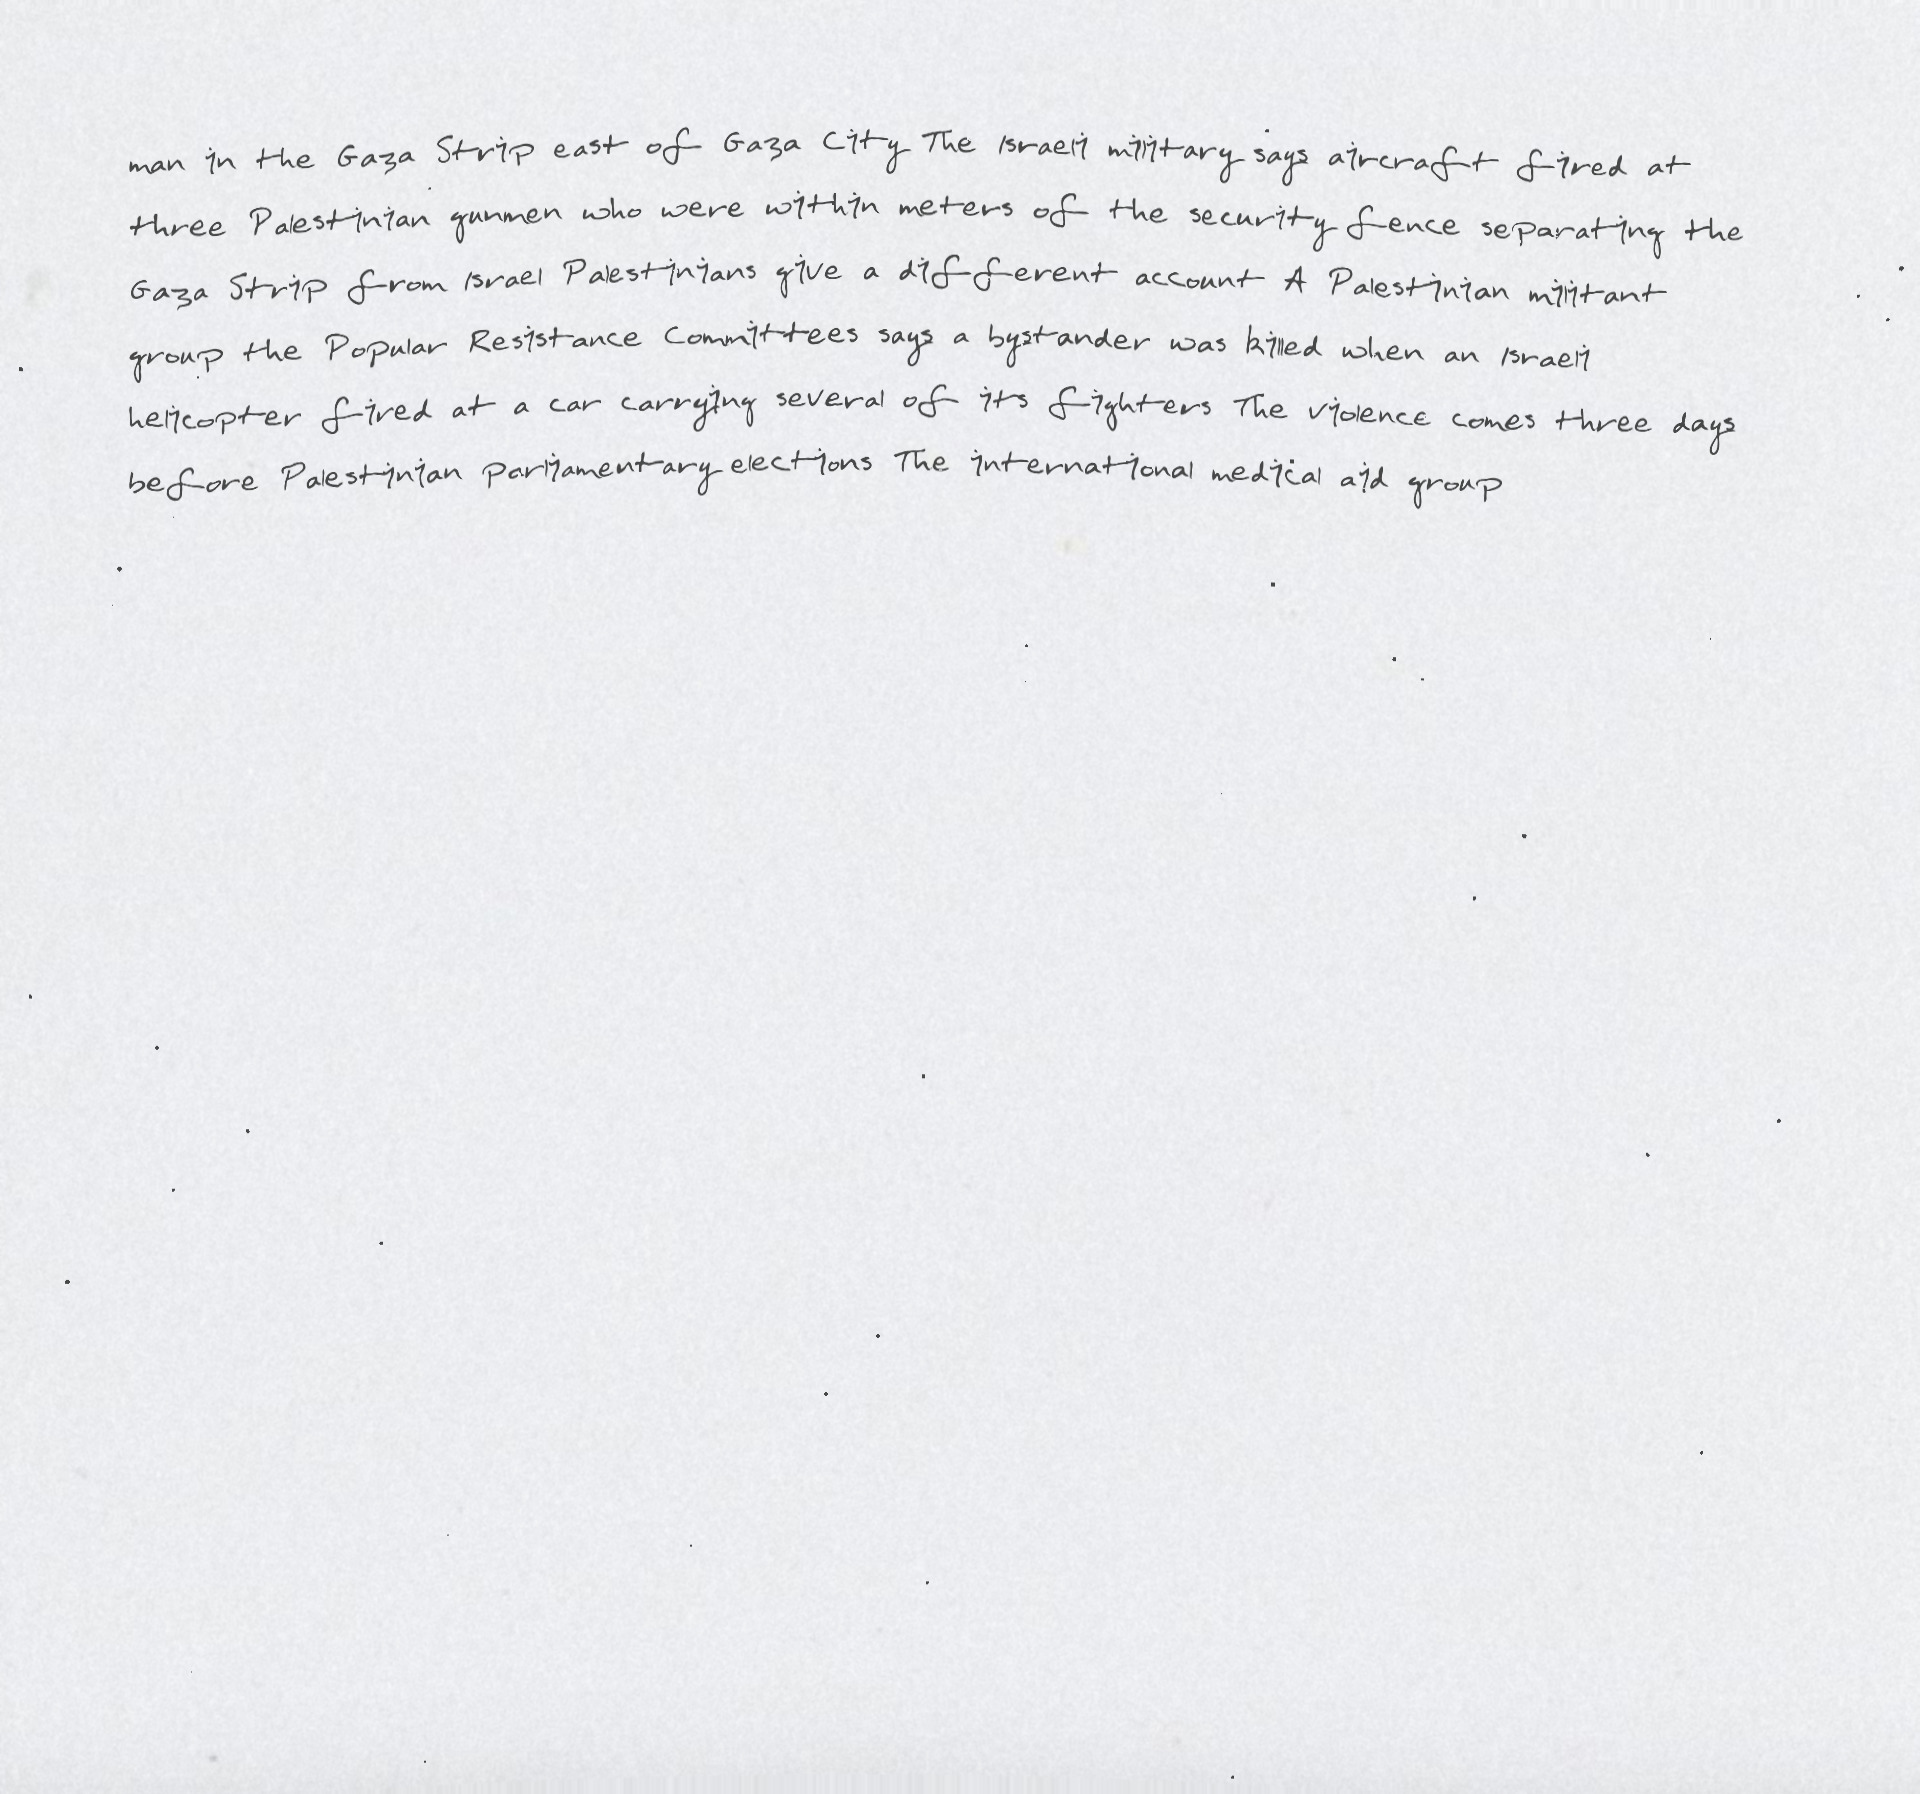 man in the Gaza Strip east of Gaza City The Israeli military says aircraft fired at
three Palestinian gunmen who were within meters of the security fence separating the
Gaza Strip from Israel Palestinians give a different account A Palestinian militant
group the Popular Resistance Committees says a bystander was killed when an Israeli
helicopter fired at a car carrying several of its fighters The violence comes three days
before Palestinian parliamentary elections The international medical aid group